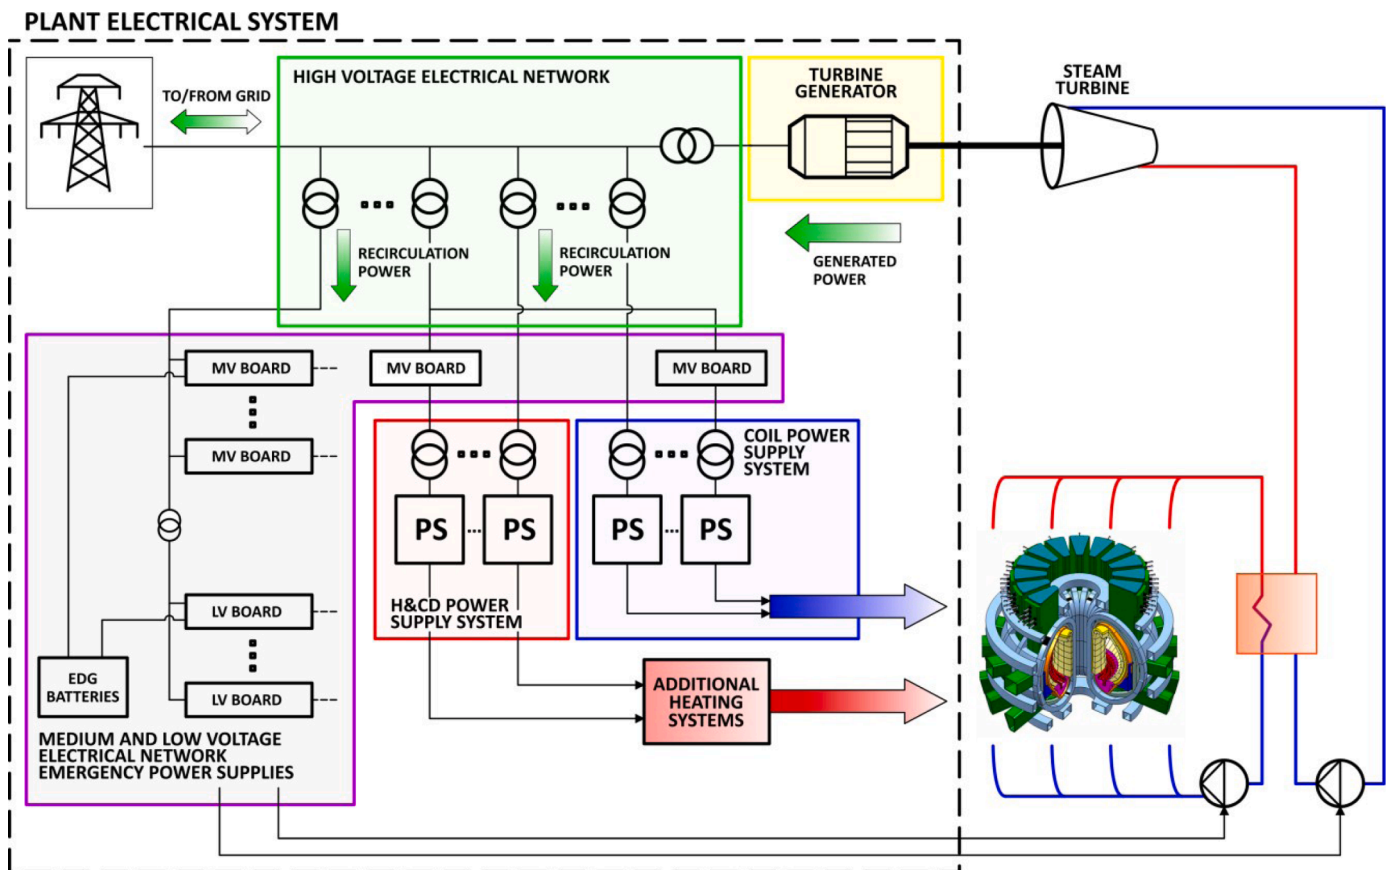 PLANT ELECTRICAL SYSTEM
HIGH VOLTAGE ELECTRICAL NETWORK
TO/FROM GRID
TURBINE
GENERATOR
STEAM
TURBINE
RECIRCULATION
POWER
RECIRCULATION
POWER
GENERATED
POWER
MV BOARD
MV BOARD
MV BOARD
MV BOARD
COIL POWER
SUPPLY
SYSTEM
PS
PS
PS
PS
H&CD POWER
SUPPLY SYSTEM
LV BOARD
LV BOARD
EDG
BATTERIES
ADDITIONAL
HEATING
SYSTEMS
MEDIUM AND LOW VOLTAGE
ELECTRICAL NETWORK
EMERGENCY POWER SUPPLIES